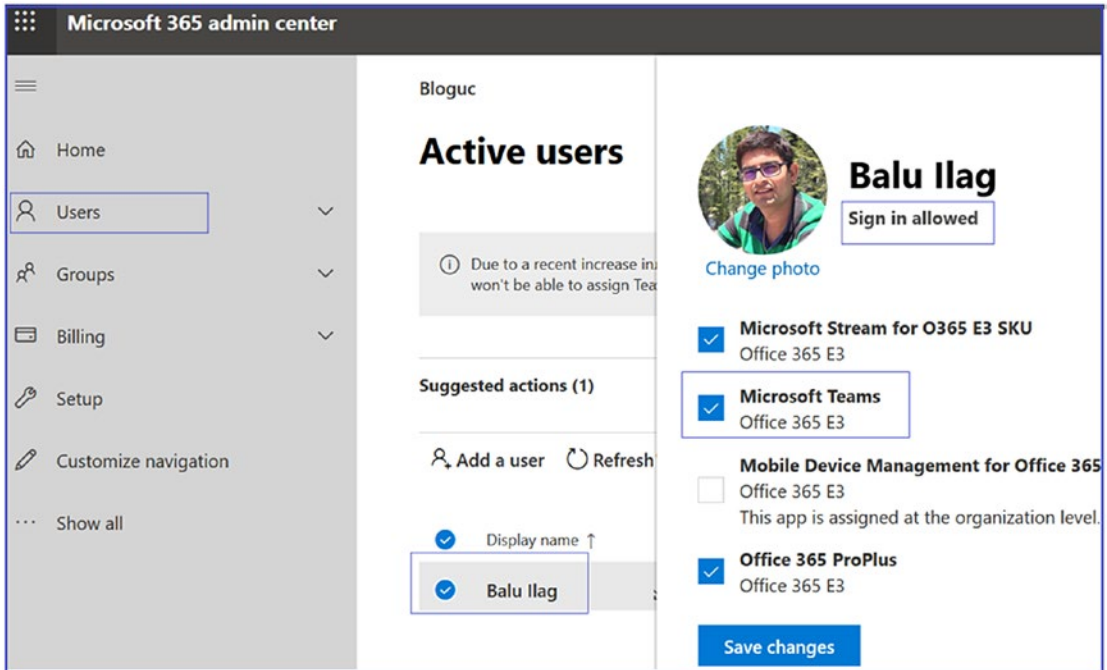 Microsoft 365 admin center
Home
Users
Groups
Billing
Setup
Customize navigation
Show all
Bloguc
Active users
Due to a recent increase in
won't be able to assign
Suggested actions (1)
Add a user Refresh
Display name ↑
Balu Ilag
Balu Ilag
Sign in allowed
Change photo
Microsoft Stream for O365 E3 SKU
Office 365 E3
Microsoft Teams
Office 365 E3
Mobile Device Management for Office 365
Office 365 E3
This app is assigned at the organization level.
Office 365 ProPlus
Office 365 E3
Save changes